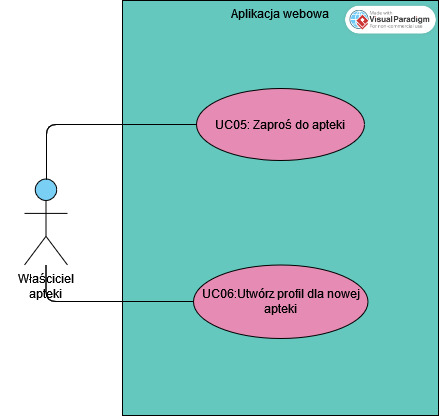 Aplikacja webowa
Made with
Visual Paradigm
For non-commercial use
UC05: Zaproś do apteki
Właściciel
apteki
UC06:Utwórz profil dla nowej
apteki